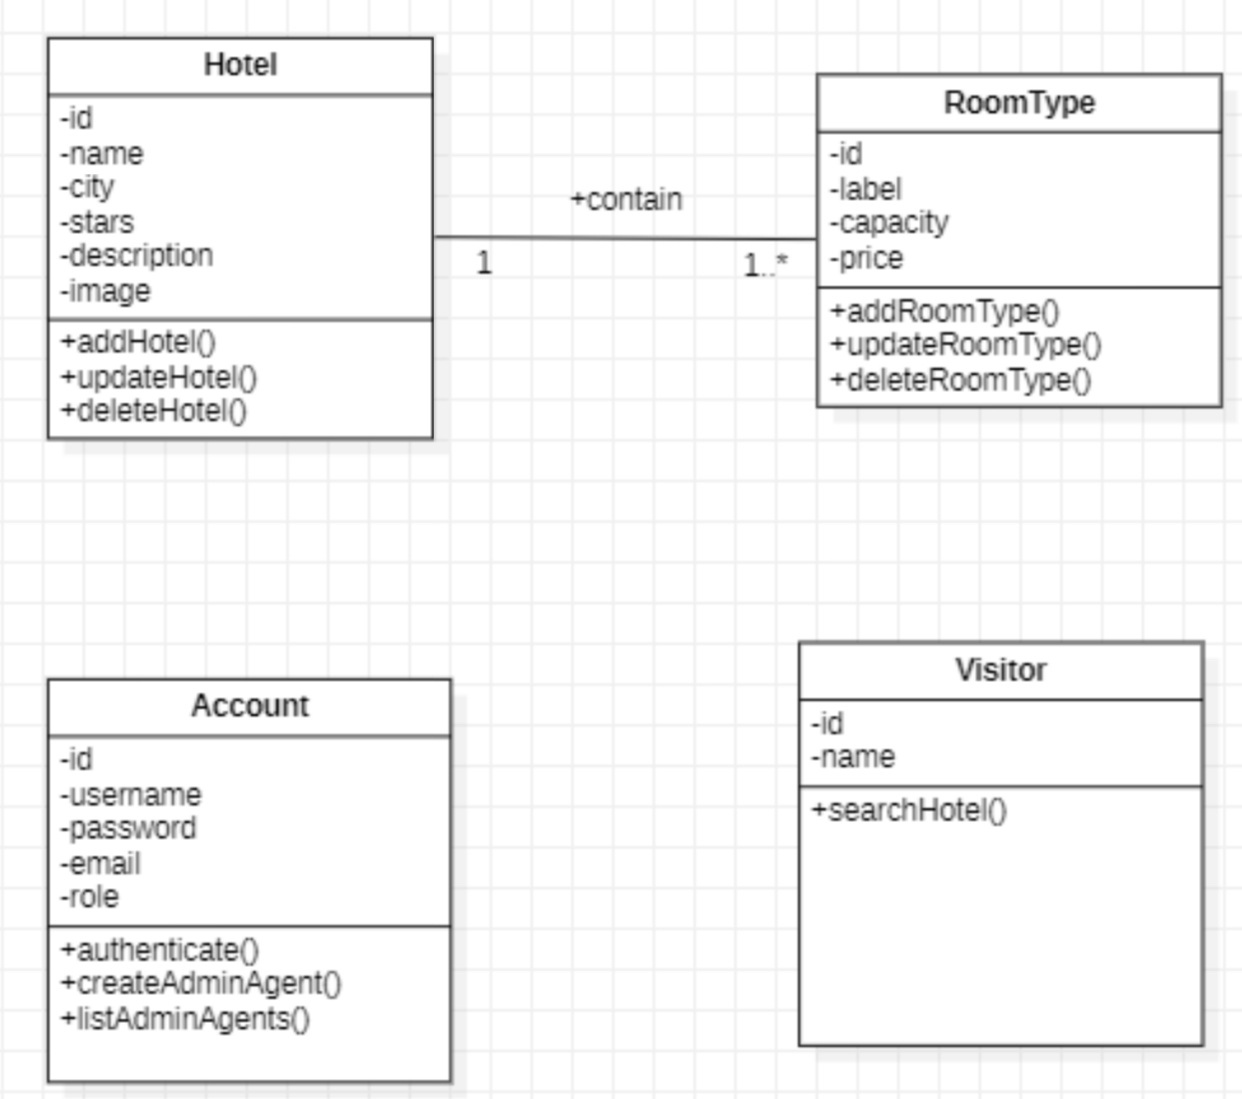 Hotel
-id
-name
-city
-stars
-description
-image
+addHotel()
+updateHotel()
+deleteHotel()
+contain
1
1..*
RoomType
-id
-label
-capacity
-price
+addRoomType()
+updateRoomType()
+deleteRoomType()
Account
-id
-username
-password
-email
-role
+authenticate()
+createAdminAgent()
+listAdminAgents()
Visitor
-id
-name
+searchHotel()